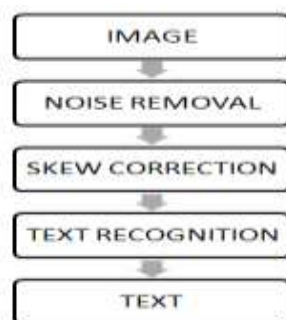 IMAGE
NOISE REMOVAL
SKEW CORRECTION
TEXT RECOGNITION
TEXT